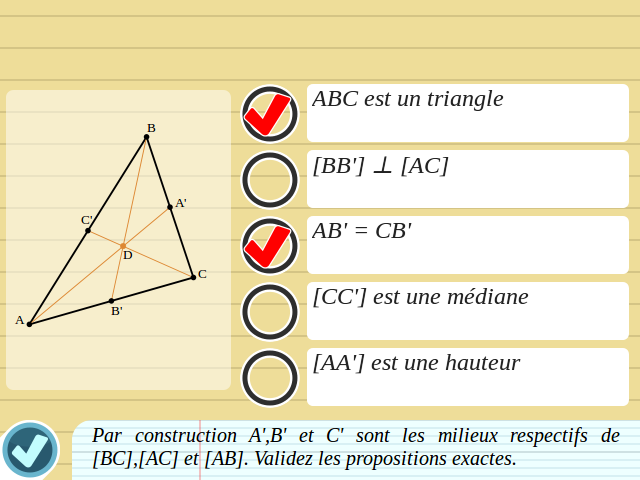 ABC est un triangle
[BB'] ⊥ [AC]
AB' = CB'
[CC'] est une médiane
[AA'] est une hauteur
B
A'
C'
D
C
B'
A
Par construction A',B' et C' sont les milieux respectifs de
[BC],[AC] et [AB]. Validez les propositions exactes.